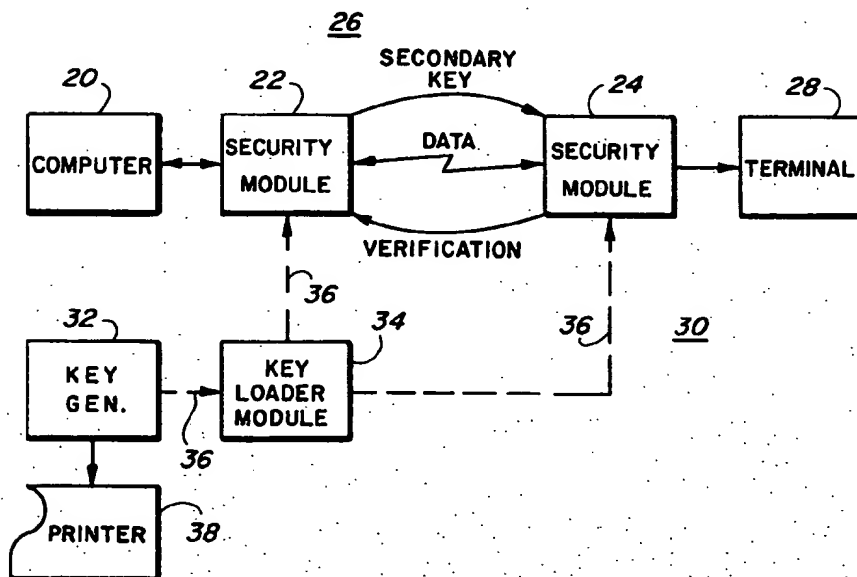 26
SECONDARY
KEY
20
22
24
28
COMPUTER
SECURITY
MODULE
DATA
SECURITY
MODULE
TERMINAL
VERIFICATION
36
36
30
32
34
KEY
GEN.
36
KEY
LOADER
MODULE
PRINTER
38